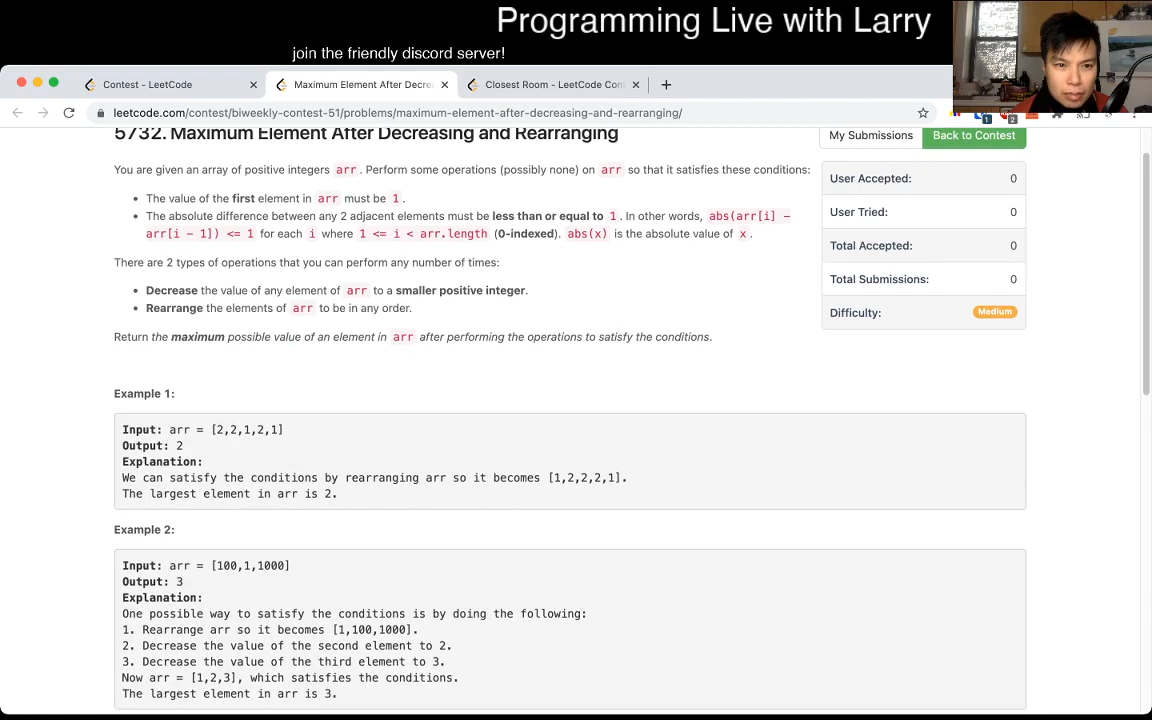 Programming Live with Larry
join the friendly discord server!
Contest - LeetCode
Maximum Element After Decre
Closest Room - LeetCode Con
leetcode.com/contest/biweekly-contest-51/problems/maximum-element-after-decreasing-and-rearranging/
1
2
5732. Maximum Element After Decreasing and Rearranging
My Submissions
Back to Contest
You are given an array of positive integers arr. Perform some operations (possibly none) on arr so that it satisfies these conditions:
• The value of the first element in arr must be 1.
• The absolute difference between any 2 adjacent elements must be less than or equal to 1. In other words, abs(arr[i] -
arr[i - 1]) <= 1 for each i where 1 <= i < arr.length (0-indexed). abs(x) is the absolute value of x.
There are 2 types of operations that you can perform any number of times:
• Decrease the value of any element of arr to a smaller positive integer.
• Rearrange the elements of arr to be in any order.
Return the maximum possible value of an element in arr after performing the operations to satisfy the conditions.
User Accepted: 0
User Tried: 0
Total Accepted: 0
Total Submissions: 0
Difficulty: Medium
Example 1:
Input: arr = [2,2,1,2,1]
Output: 2
Explanation:
We can satisfy the conditions by rearranging arr so it becomes [1,2,2,2,1].
The largest element in arr is 2.
Example 2:
Input: arr = [100,1,1000]
Output: 3
Explanation:
One possible way to satisfy the conditions is by doing the following:
1. Rearrange arr so it becomes [1,100,1000].
2. Decrease the value of the second element to 2.
3. Decrease the value of the third element to 3.
Now arr = [1,2,3], which satisfies the conditions.
The largest element in arr is 3.